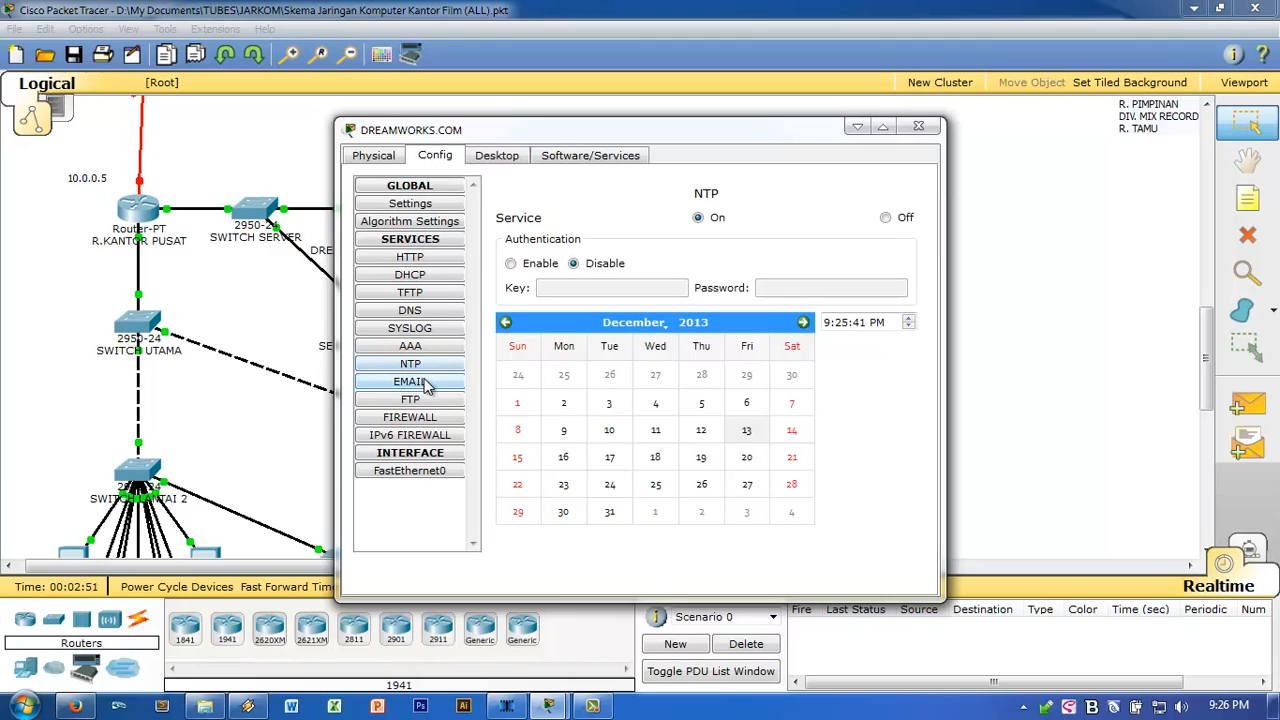 Cisco Packet Tracer - D:\My Documents\TUBES\JARKOM\Skema Jaringan Komputer Kantor Film (ALL).pkt
File Edit Options View Tools Extensions Help
Logical [Root] New Cluster Move Object Set Tiled Background Viewport
R. PIMPINAN
DIV. MIX RECORD
R. TAMU
10.0.0.5
Router-PT
R.KANTOR PUSAT
2950-24
SWITCH SERVER
DRE
2950-24
SWITCH UTAMA
SE
SWITCH LANTAI 2
DREAMWORKS.COM
Physical Config Desktop Software/Services
GLOBAL
Settings
Algorithm Settings
SERVICES
HTTP
DHCP
TFTP
DNS
SYSLOG
AAA
NTP
EMAIL
FTP
FIREWALL
IPv6 FIREWALL
INTERFACE
FastEthernet0
NTP
Service On Off
Authentication
Enable Disable
Key: Password:
December, 2013 9:25:41 PM
Sun Mon Tue Wed Thu Fri Sat
24 25 26 27 28 29 30
1 2 3 4 5 6 7
8 9 10 11 12 13 14
15 16 17 18 19 20 21
22 23 24 25 26 27 28
29 30 31 1 2 3 4
Time: 00:02:51 Power Cycle Devices Fast Forward Time
Realtime
Routers
1841 1941 2620XM 2621XM 2811 2901 2911 Generic Generic
1941
Scenario 0
New Delete
Toggle PDU List Window
Fire Last Status Source Destination Type Color Time (sec) Periodic Num
9:26 PM